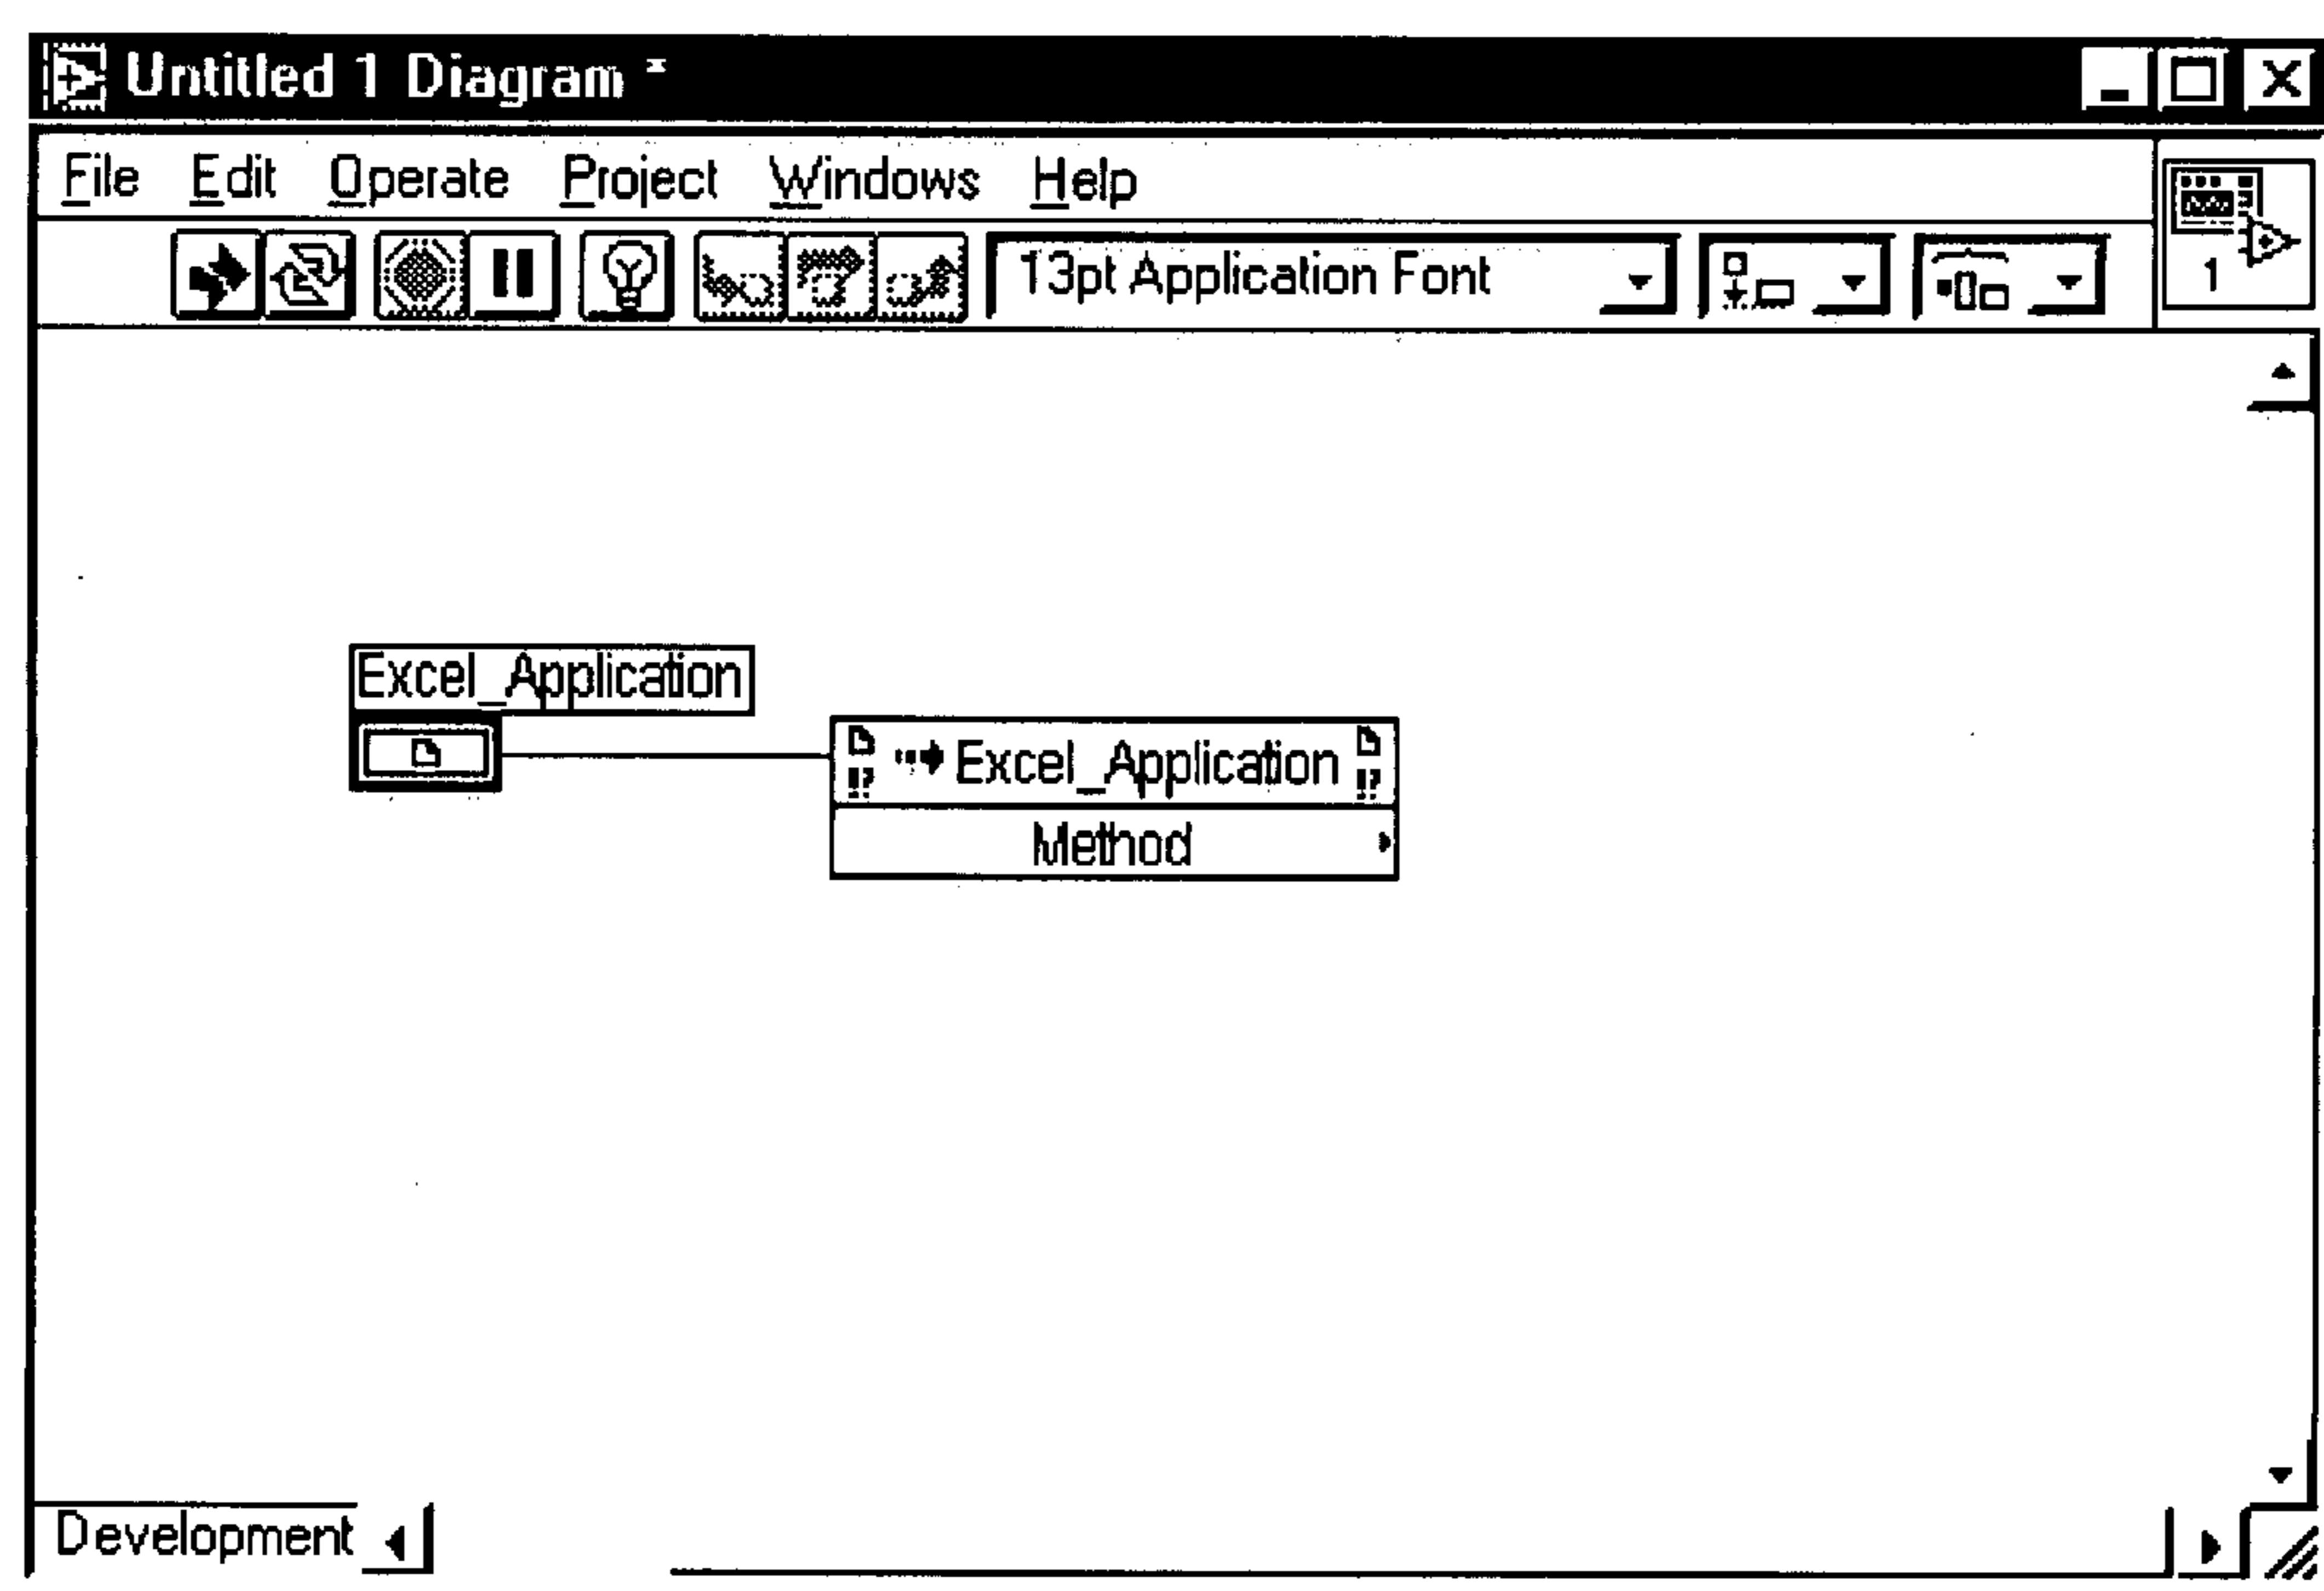 Untitled 1 Diagram *
File Edit Operate Project Windows Help
13pt Application Font
1
Excel_Application
Excel_Application
Method
Development